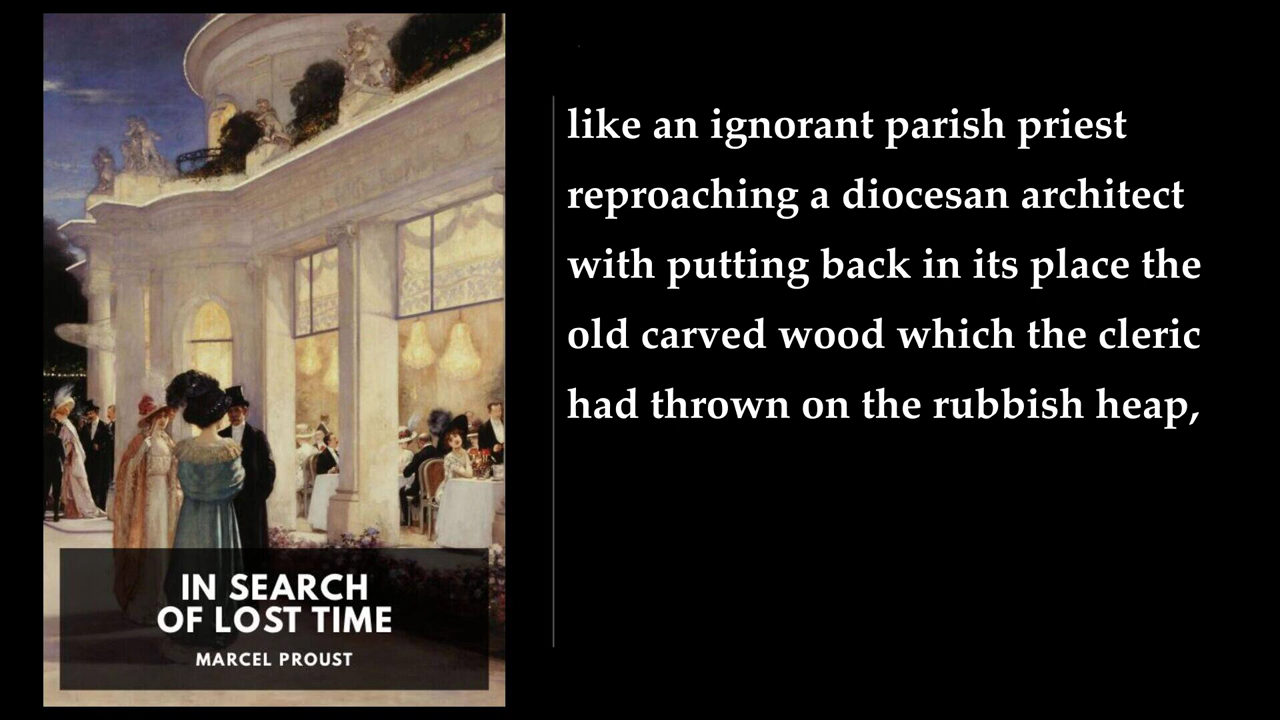 IN SEARCH
OF LOST TIME
MARCEL PROUST
like an ignorant parish priest
reproaching a diocesan architect
with putting back in its place the
old carved wood which the cleric
had thrown on the rubbish heap,